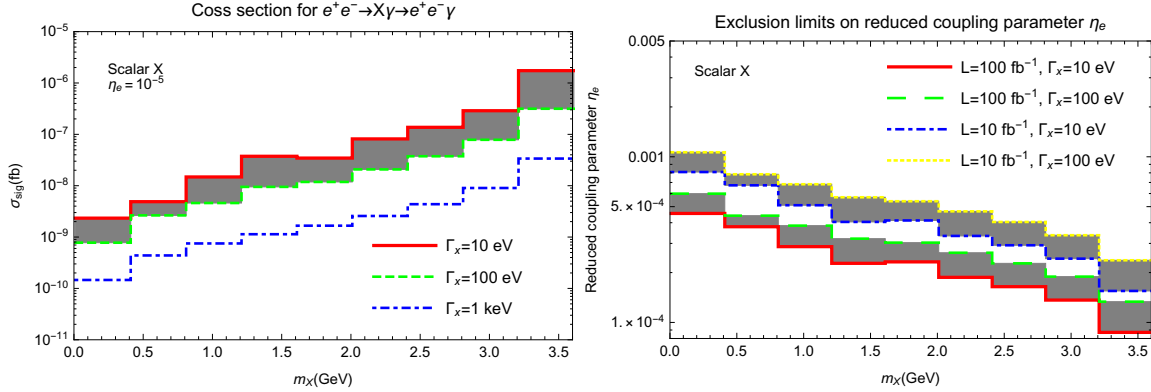 Coss section for e⁺e⁻→Xγ→e⁺e⁻γ
10⁻⁵
10⁻⁶
10⁻⁷
10⁻⁸
10⁻⁹
10⁻¹⁰
10⁻¹¹
σsig(fb)
Scalar X
ηₑ=10⁻⁵
Γₓ=10 eV
Γₓ=100 eV
Γₓ=1 keV
0.0 0.5 1.0 1.5 2.0 2.5 3.0 3.5
m_X(GeV)
Exclusion limits on reduced coupling parameter ηₑ
0.005
0.001
5.×10⁻⁴
1.×10⁻⁴
Reduced coupling parameter ηₑ
Scalar X
L=100 fb⁻¹, Γₓ=10 eV
L=100 fb⁻¹, Γₓ=100 eV
L=10 fb⁻¹, Γₓ=10 eV
L=10 fb⁻¹, Γₓ=100 eV
0.0 0.5 1.0 1.5 2.0 2.5 3.0 3.5
m_X(GeV)